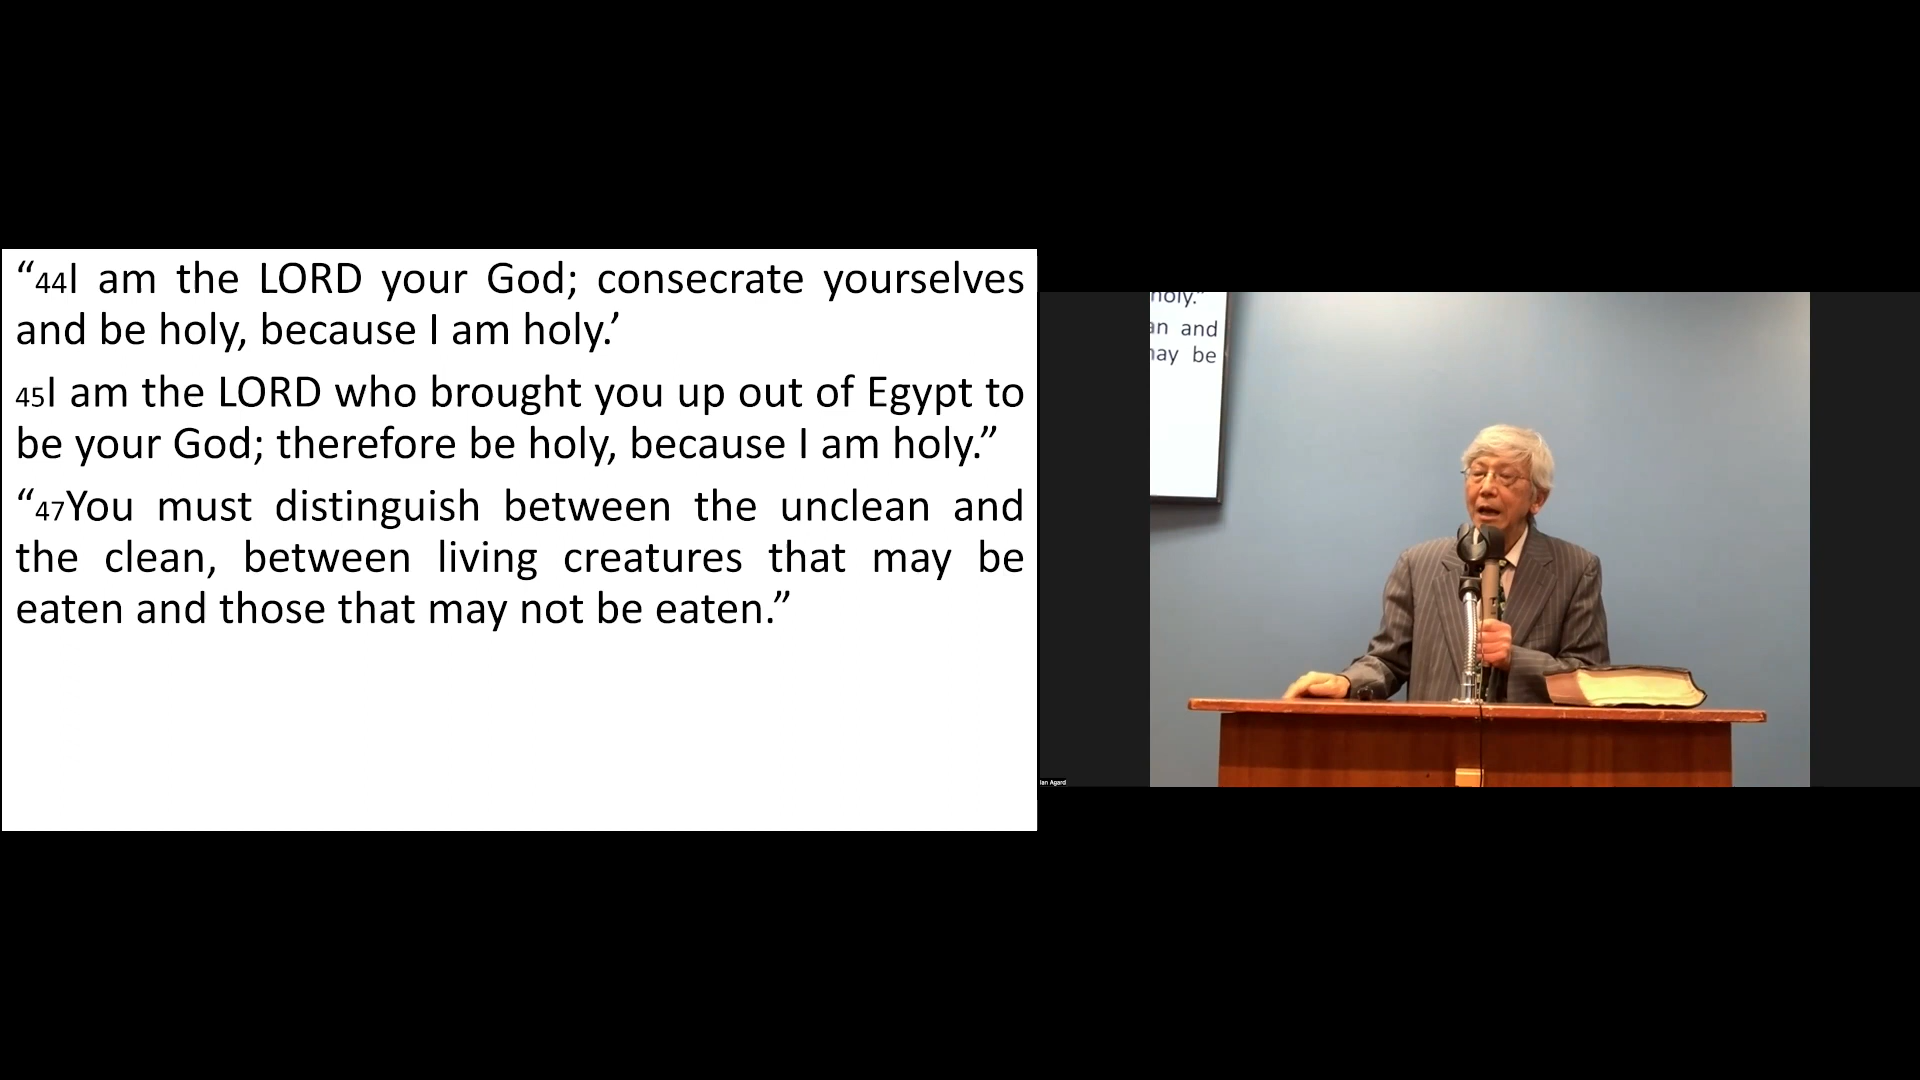 “44I am the LORD your God; consecrate yourselves
and be holy, because I am holy.’
45I am the LORD who brought you up out of Egypt to
be your God; therefore be holy, because I am holy.”
“47You must distinguish between the unclean and
the clean, between living creatures that may be
eaten and those that may not be eaten.”
holy.”
an and
may be
Ian Agard